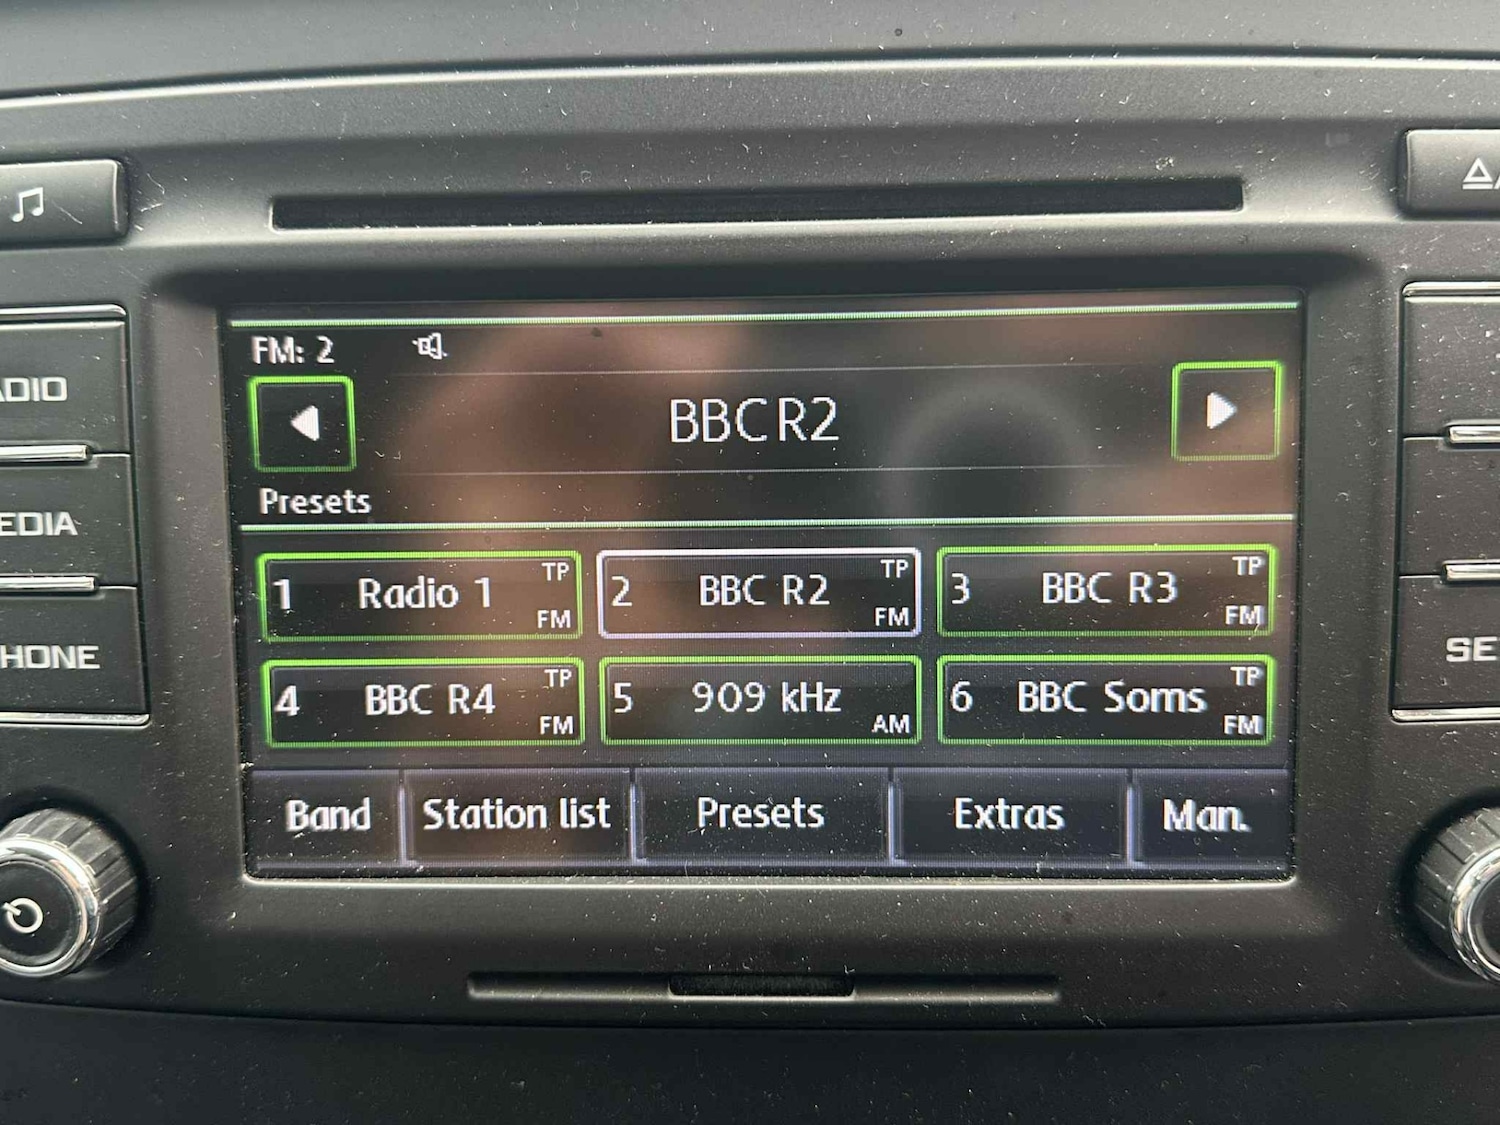 FM: 2
BBC R2
Presets
1 Radio 1 TP FM
2 BBC R2 TP FM
3 BBC R3 TP FM
4 BBC R4 TP FM
5 909 kHz AM
6 BBC Soms TP FM
Band Station list Presets Extras Man.
ADIO
EDIA
HONE
SE